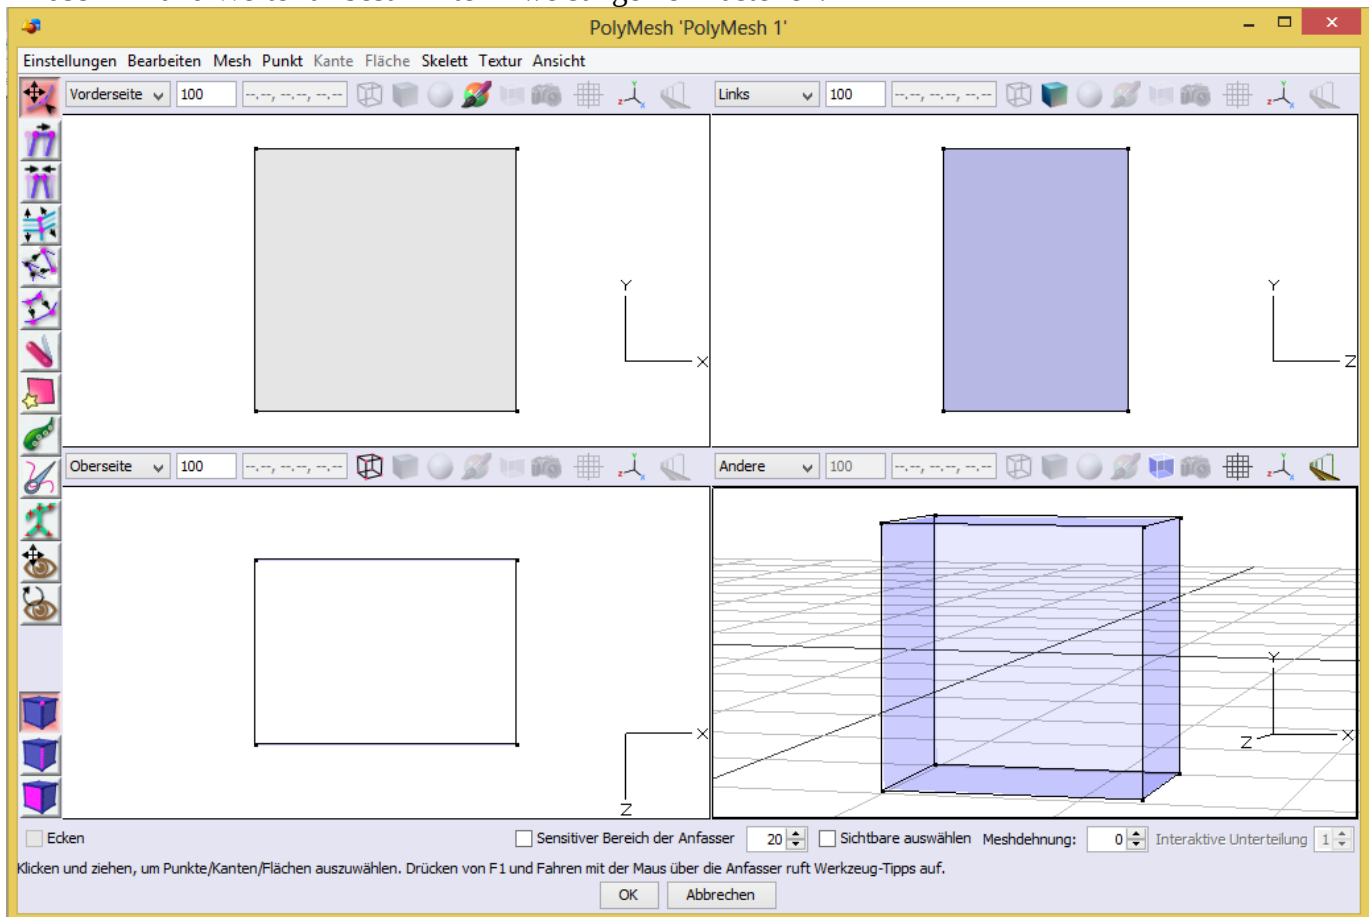 PolyMesh 'PolyMesh 1'
Einstellungen Bearbeiten Mesh Punkt Kante Fläche Skelett Textur Ansicht
Vorderseite 100 --.--, --.--, --.--
Links 100 --.--, --.--, --.--
Y
X
Y
Z
Oberseite 100 --.--, --.--, --.--
Andere 100 --.--, --.--, --.--
X
Z
Y
Z
X
Ecken
Sensitiver Bereich der Anfasser 20 Sichtbare auswählen Meshdehnung: 0 Interaktive Unterteilung 1
Klicken und ziehen, um Punkte/Kanten/Flächen auszuwählen. Drücken von F1 und Fahren mit der Maus über die Anfasser ruft Werkzeug-Tipps auf.
OK Abbrechen